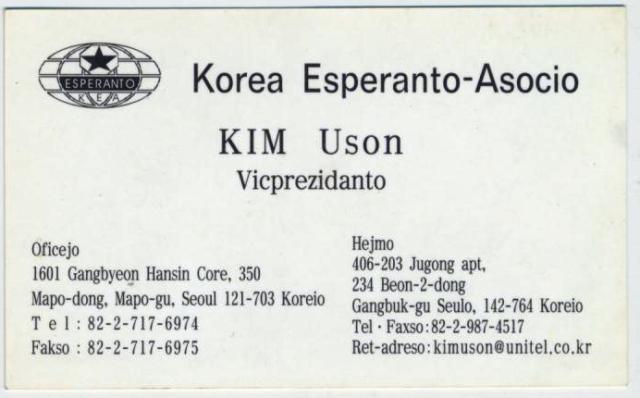 ESPERANTO
KEA
Korea Esperanto-Asocio
KIM Uson
Vicprezidanto
Oficejo
1601 Gangbyeon Hansin Core, 350
Mapo-dong, Mapo-gu, Seoul 121-703 Koreio
Tel : 82-2-717-6974
Fakso : 82-2-717-6975
Hejmo
406-203 Jugong apt,
234 Beon-2-dong
Gangbuk-gu Seulo, 142-764 Koreio
Tel · Faxso:82-2-987-4517
Ret-adreso:kimuson@unitel.co.kr